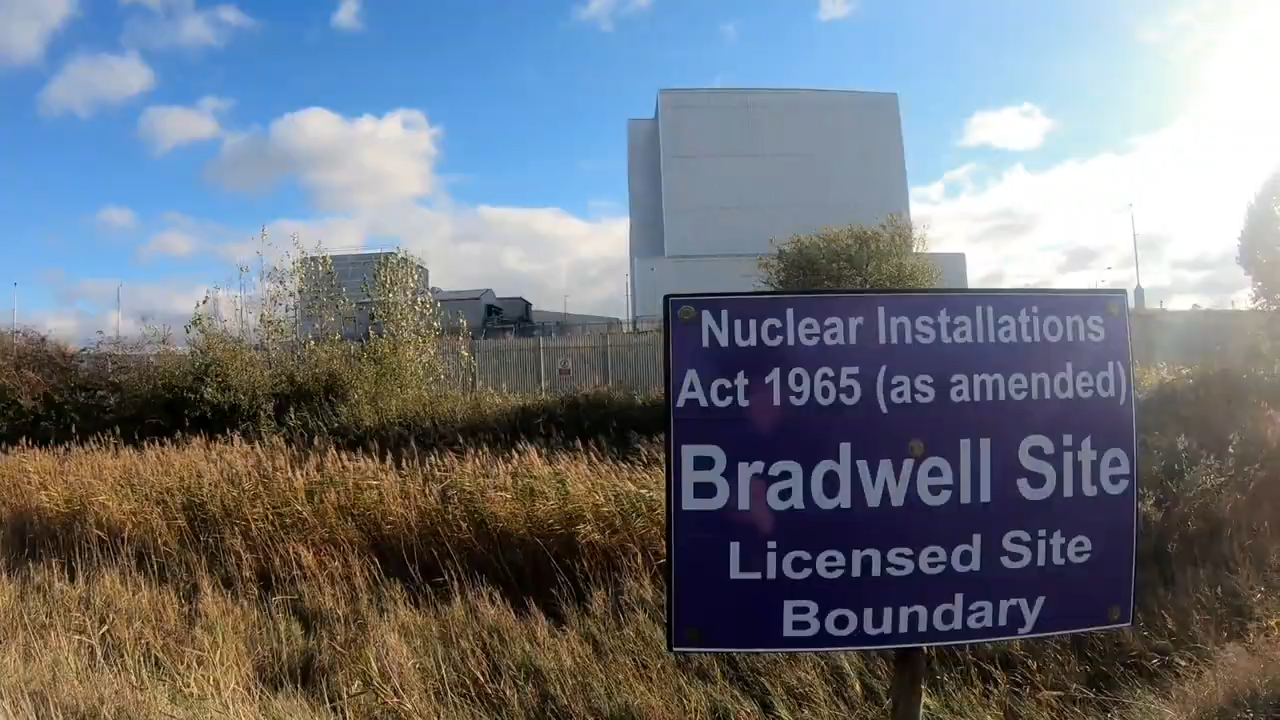 Nuclear Installations
Act 1965 (as amended)
Bradwell Site
Licensed Site
Boundary